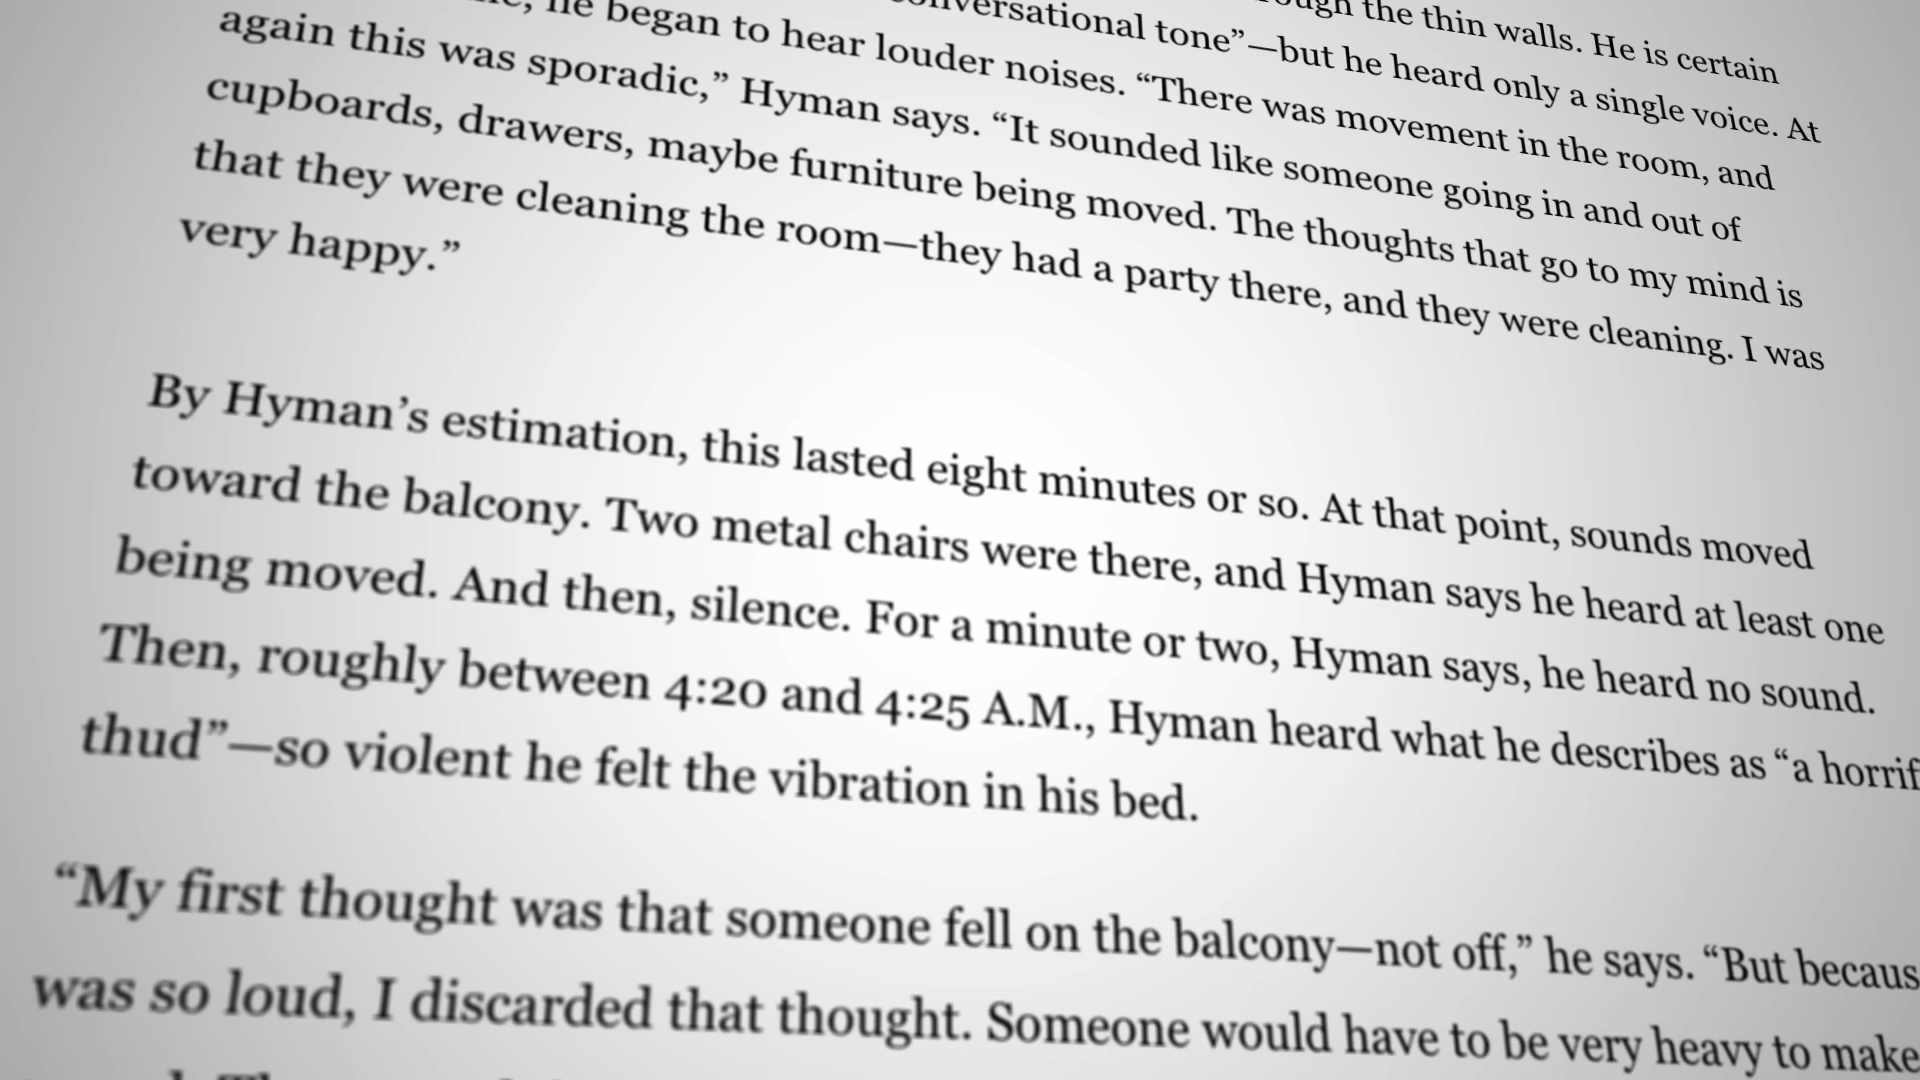 he began to hear louder noises. “There was movement in the room, and
again this was sporadic,” Hyman says. “It sounded like someone going in and out of
cupboards, drawers, maybe furniture being moved. The thoughts that go to my mind is
that they were cleaning the room—they had a party there, and they were cleaning. I was
very happy.”
By Hyman’s estimation, this lasted eight minutes or so. At that point, sounds moved
toward the balcony. Two metal chairs were there, and Hyman says he heard at least one
being moved. And then, silence. For a minute or two, Hyman says, he heard no sound.
Then, roughly between 4:20 and 4:25 A.M., Hyman heard what he describes as “a horrif
thud”—so violent he felt the vibration in his bed.
“My first thought was that someone fell on the balcony—not off,” he says. “But becaus
was so loud, I discarded that thought. Someone would have to be very heavy to make